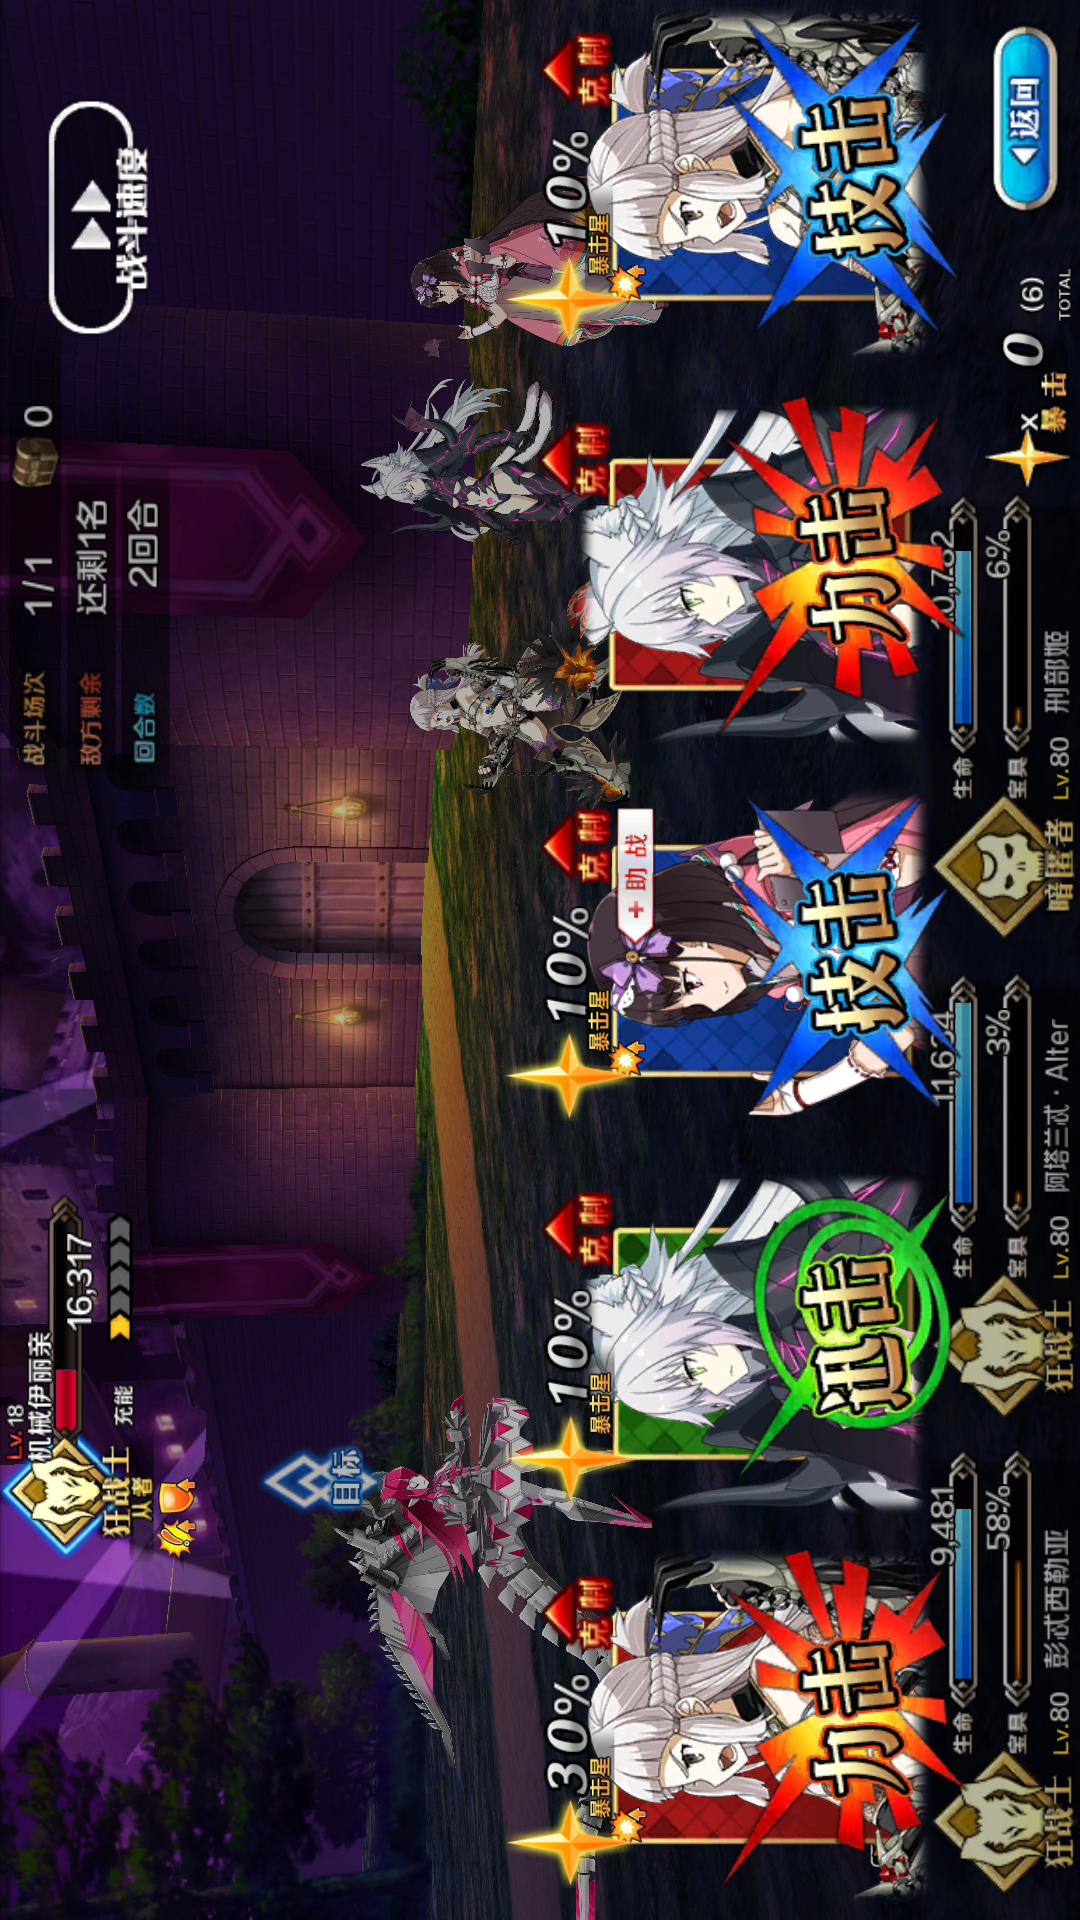 Lv.18
机械伊丽亲
16,317
充能
狂战士
从者
战斗场次 1/1 0
敌方剩余 还剩1名
回合数 2回合
战斗速度
目标
30%
暴击星
克制
力击
10%
暴击星
克制
迅击
10%
暴击星
克制
+助战
技击
克制
力击
10%
暴击星
克制
技击
返回
生命 9,481
宝具 58%
狂战士 Lv.80 彭忒西勒亚
生命 11,634
宝具 3%
狂战士 Lv.80 阿塔兰忒·Alter
生命
宝具 6%
暗匿者 Lv.80 刑部姬
暴击 × 0 (6)
TOTAL